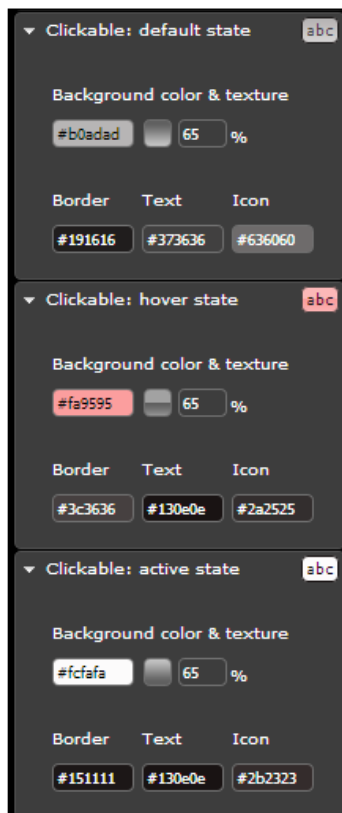 Clickable: default state abc
Background color & texture
#b0adad 65 %
Border Text Icon
#191616 #373636 #636060
Clickable: hover state abc
Background color & texture
#fa9595 65 %
Border Text Icon
#3c3636 #130e0e #2a2525
Clickable: active state abc
Background color & texture
#fcfafa 65 %
Border Text Icon
#151111 #130e0e #2b2323